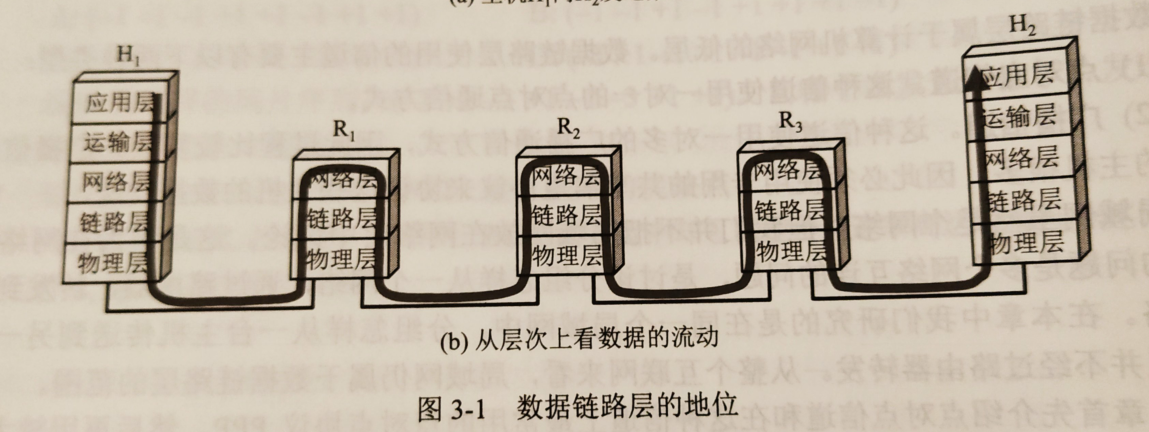 H₁
应用层
运输层
网络层
链路层
物理层
R₁
网络层
链路层
物理层
R₂
网络层
链路层
物理层
R₃
网络层
链路层
物理层
H₂
应用层
运输层
网络层
链路层
物理层
(b) 从层次上看数据的流动
图 3-1 数据链路层的地位